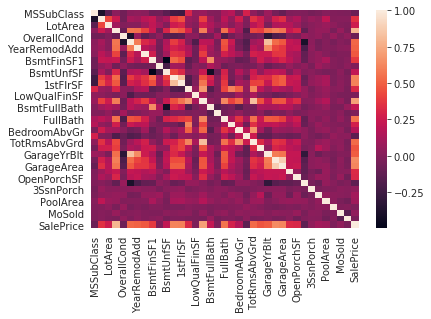 MSSubClass
LotArea
OverallCond
YearRemodAdd
BsmtFinSF1
BsmtUnfSF
1stFlrSF
LowQualFinSF
BsmtFullBath
FullBath
BedroomAbvGr
TotRmsAbvGrd
GarageYrBlt
GarageArea
OpenPorchSF
3SsnPorch
PoolArea
MoSold
SalePrice
MSSubClass
LotArea
OverallCond
YearRemodAdd
BsmtFinSF1
BsmtUnfSF
1stFlrSF
LowQualFinSF
BsmtFullBath
FullBath
BedroomAbvGr
TotRmsAbvGrd
GarageYrBlt
GarageArea
OpenPorchSF
3SsnPorch
PoolArea
MoSold
SalePrice
1.00
0.75
0.50
0.25
0.00
−0.25